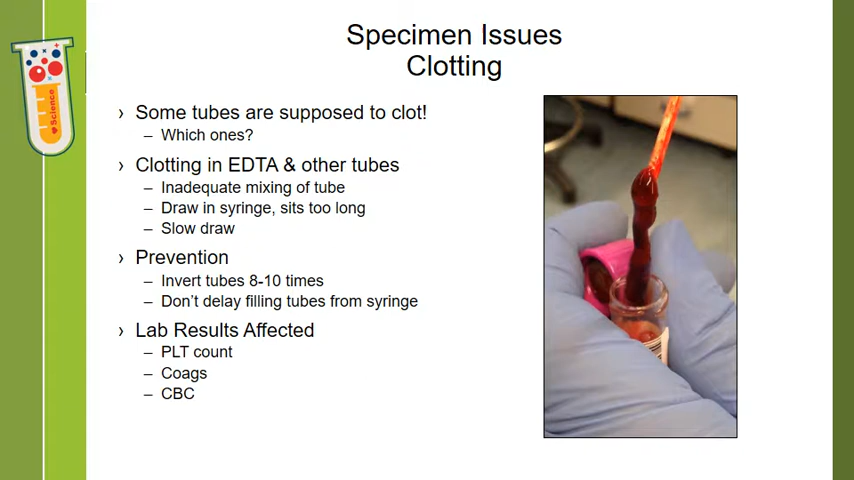 Specimen Issues
Clotting
Science
› Some tubes are supposed to clot!
– Which ones?
› Clotting in EDTA & other tubes
– Inadequate mixing of tube
– Draw in syringe, sits too long
– Slow draw
› Prevention
– Invert tubes 8-10 times
– Don’t delay filling tubes from syringe
› Lab Results Affected
– PLT count
– Coags
– CBC